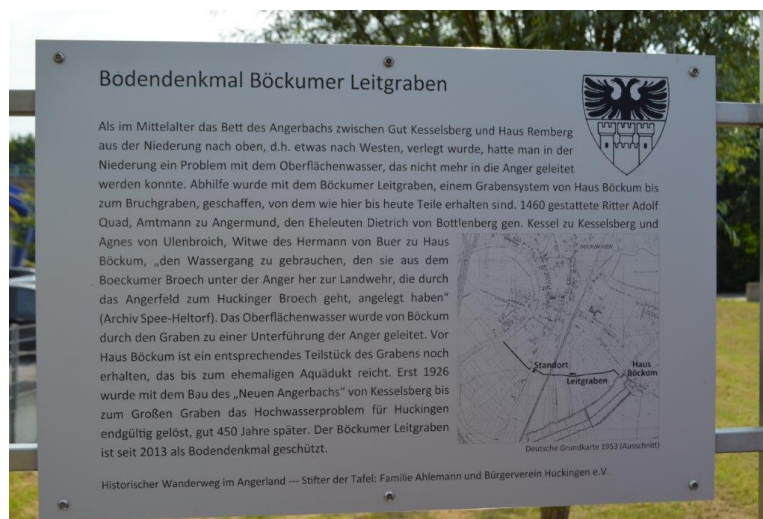 Bodendenkmal Böckumer Leitgraben
Als im Mittelalter das Bett des Angerbachs zwischen Gut Kesselsberg und Haus Remberg
aus der Niederung nach oben, d.h. etwas nach Westen, verlegt wurde, hatte man in der
Niederung ein Problem mit dem Oberflächenwasser, das nicht mehr in die Anger geleitet
werden konnte. Abhilfe wurde mit dem Böckumer Leitgraben, einem Grabensystem von Haus Böckum bis
zum Bruchgraben, geschaffen, von dem wie hier bis heute Teile erhalten sind. 1460 gestattete Ritter Adolf
Quad, Amtmann zu Angermund, den Eheleuten Dietrich von Bottlenberg gen. Kessel zu Kesselsberg und
Agnes von Ulenbroich, Witwe des Hermann von Buer zu Haus
Böckum, „den Wassergang zu gebrauchen, den sie aus dem
Boeckumer Broech unter der Anger her zur Landwehr, die durch
das Angerfeld zum Huckinger Broech geht, angelegt haben“
(Archiv Spee-Heltorf). Das Oberflächenwasser wurde von Böckum
durch den Graben zu einer Unterführung der Anger geleitet. Vor
Haus Böckum ist ein entsprechendes Teilstück des Grabens noch
erhalten, das bis zum ehemaligen Aquädukt reicht. Erst 1926
wurde mit dem Bau des „Neuen Angerbachs“ von Kesselsberg bis
zum Großen Graben das Hochwasserproblem für Huckingen
endgültig gelöst, gut 450 Jahre später. Der Böckumer Leitgraben
ist seit 2013 als Bodendenkmal geschützt.
Standort
Leitgraben
Haus
Böckum
Deutsche Grundkarte 1953 (Ausschnitt)
Historischer Wanderweg im Angerland --- Stifter der Tafel: Familie Ahlemann und Bürgerverein Huckingen e.V.